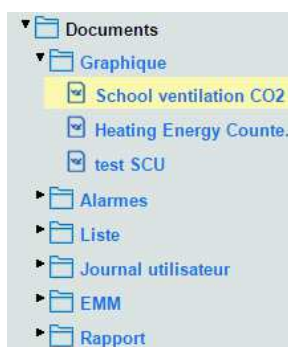 Documents
Graphique
School ventilation CO2
Heating Energy Counte.
test SCU
Alarmes
Liste
Journal utilisateur
EMM
Rapport